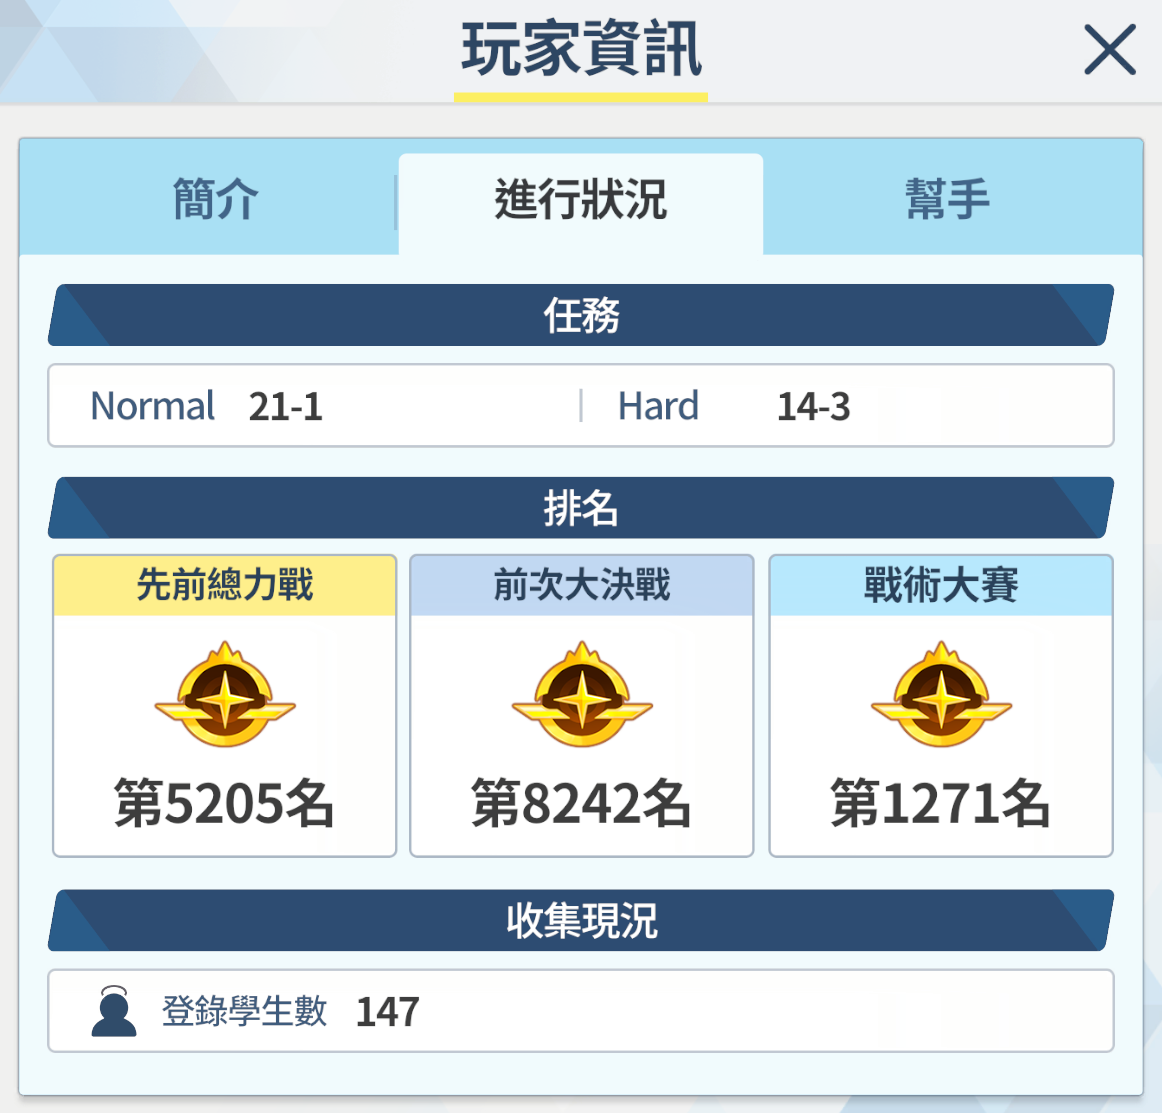 玩家資訊
簡介
進行狀況
幫手
任務
Normal 21-1
Hard 14-3
排名
先前總力戰
前次大決戰
戰術大賽
第5205名
第8242名
第1271名
收集現況
登錄學生數 147